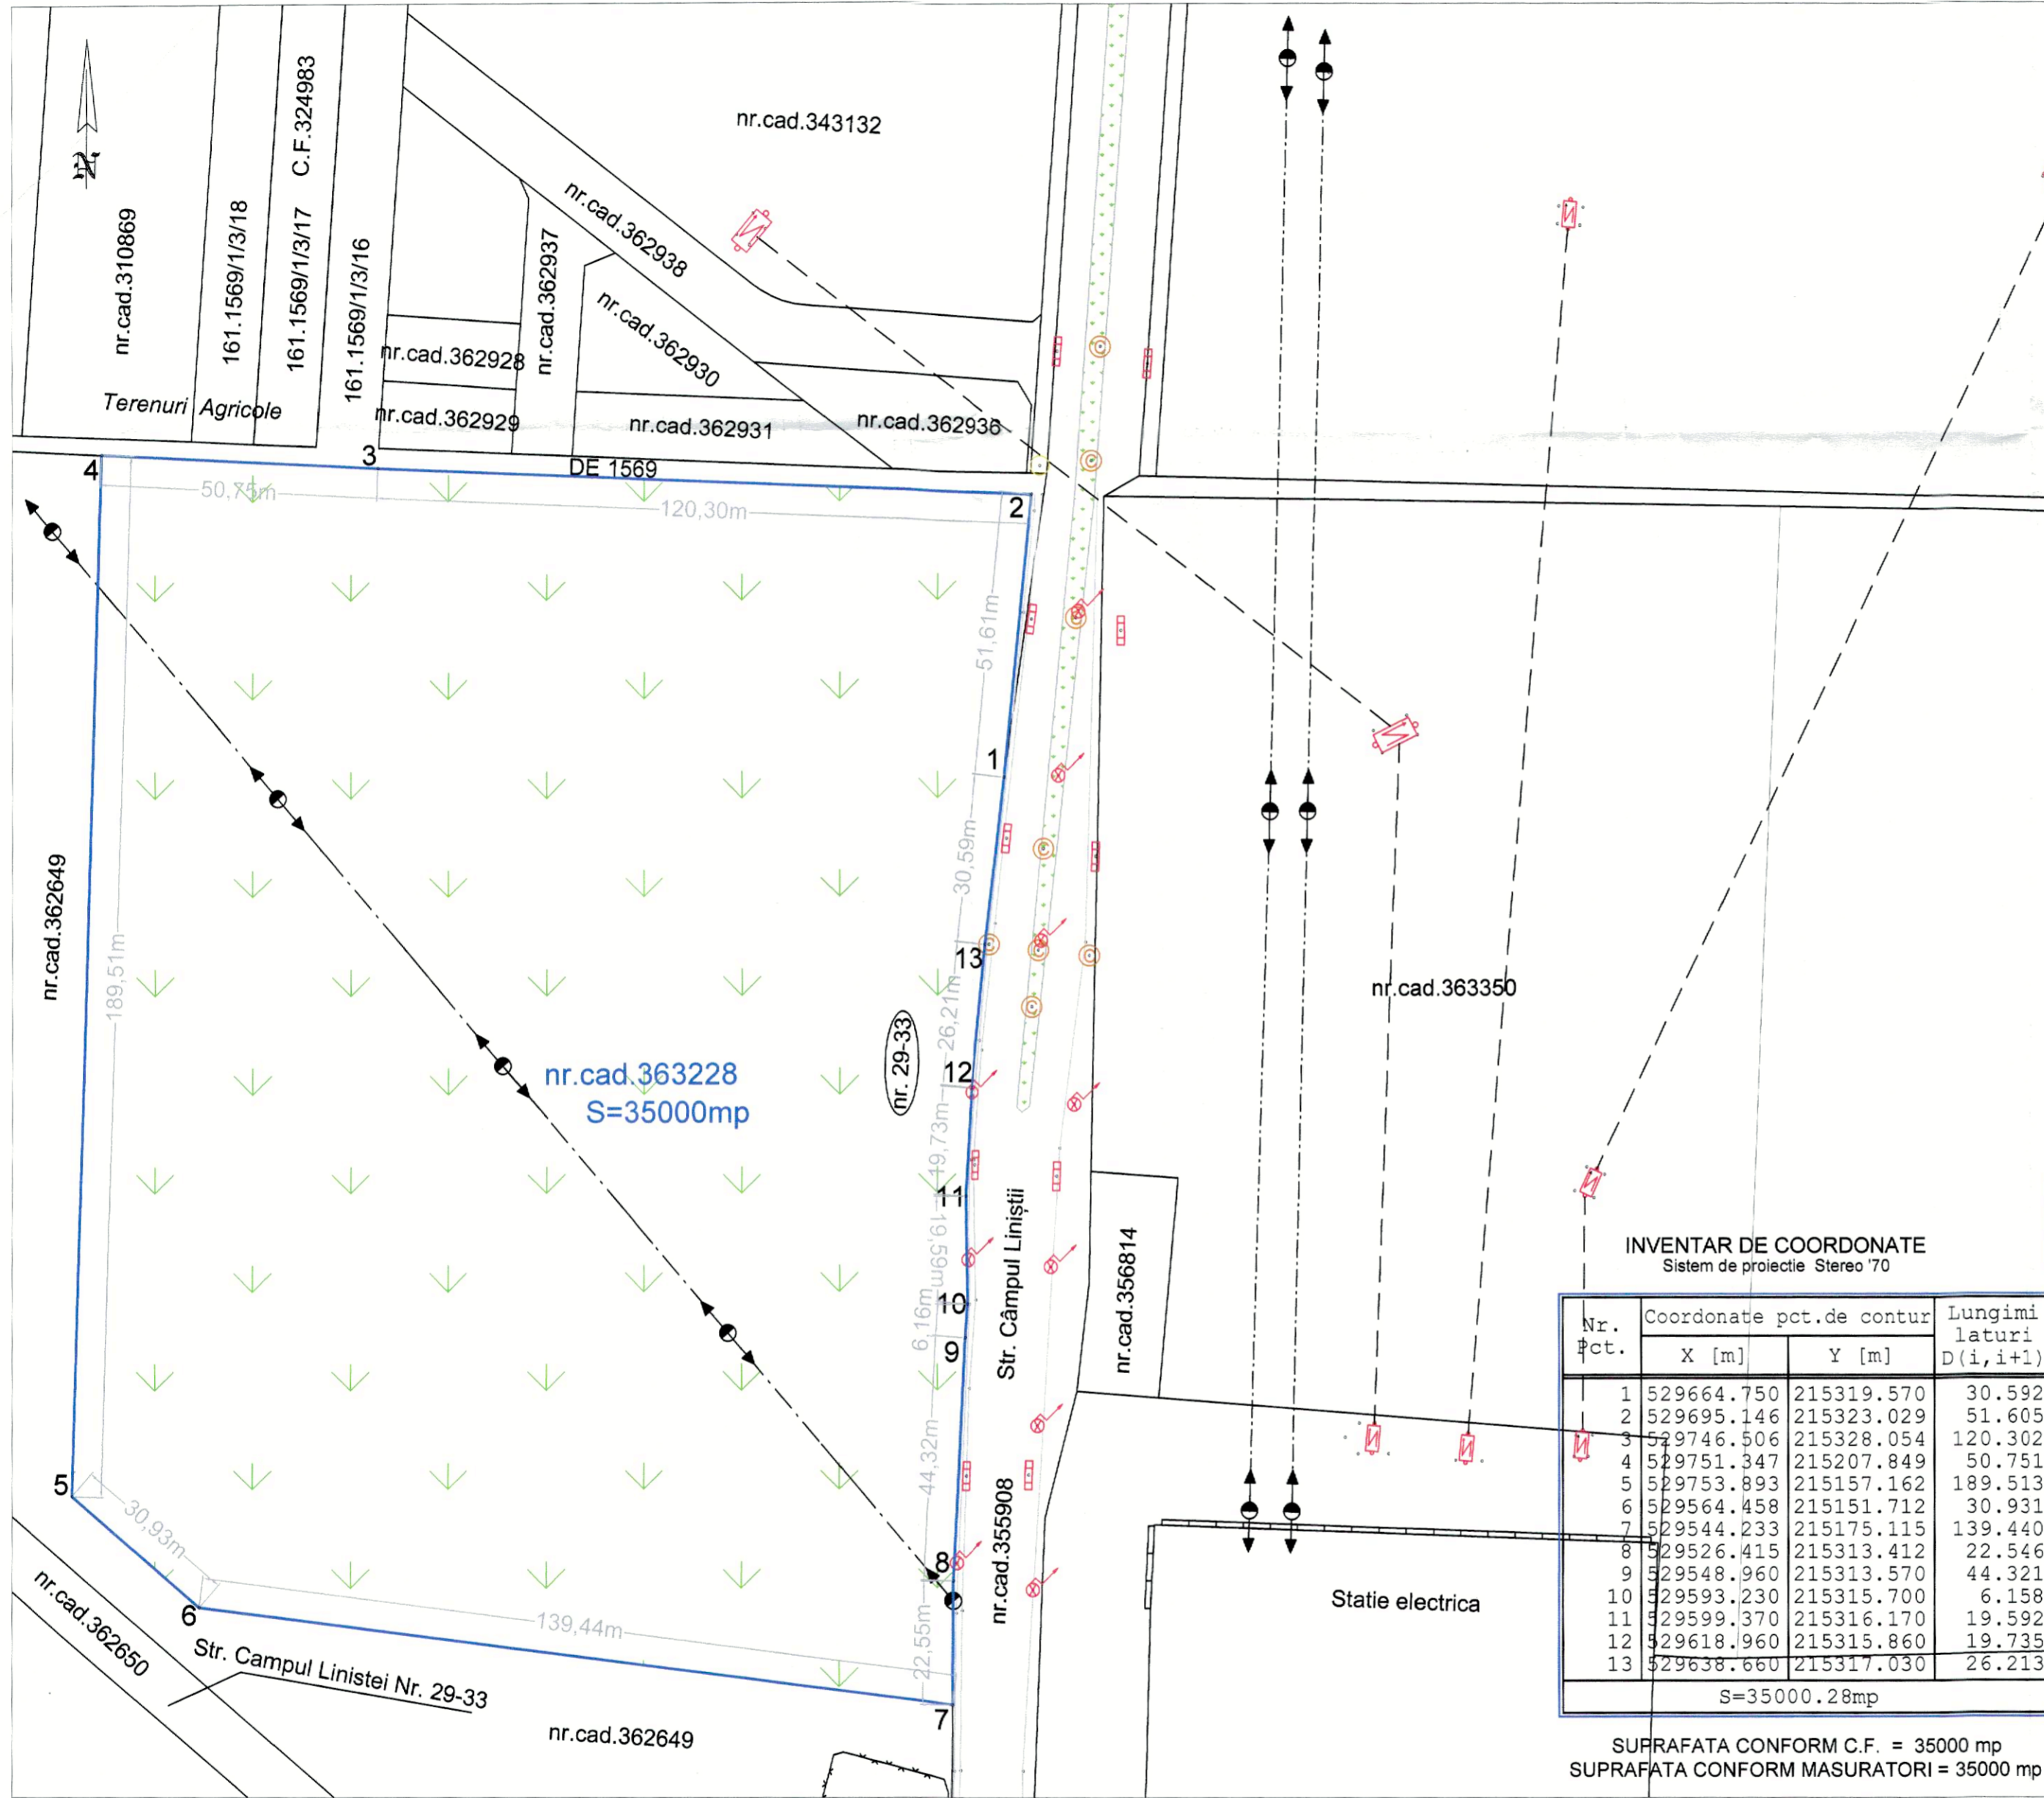 N
nr.cad.310869
161.1569/1/3/18
161.1569/1/3/17 C.F.324983
161.1569/1/3/16
Terenuri Agricole
nr.cad.343132
nr.cad.362938
nr.cad.362937
nr.cad.362930
nr.cad.362928
nr.cad.362929
nr.cad.362931
nr.cad.362936
DE 1569
4
3
2
50,75m
120,30m
51,61m
1
30,59m
13
26,21m
12
19,73m
11
19,59m
10
6,16m
9
44,32m
8
22,55m
7
139,44m
6
30,93m
5
189,51m
nr.cad.362649
nr.cad.363228
S=35000mp
nr. 29-33
Str. Câmpul Liniștii
nr.cad.355908
nr.cad.356814
nr.cad.363350
Statie electrica
nr.cad.362650
Str. Campul Linistei Nr. 29-33
nr.cad.362649
INVENTAR DE COORDONATE
Sistem de proiectie Stereo '70
Nr. Pct. Coordonate pct.de contur Lungimi laturi D(i,i+1)
X [m] Y [m]
1 529664.750 215319.570 30.592
2 529695.146 215323.029 51.605
3 529746.506 215328.054 120.302
4 529751.347 215207.849 50.751
5 529753.893 215157.162 189.513
6 529564.458 215151.712 30.931
7 529544.233 215175.115 139.440
8 529526.415 215313.412 22.546
9 529548.960 215313.570 44.321
10 529593.230 215315.700 6.158
11 529599.370 215316.170 19.592
12 529618.960 215315.860 19.735
13 529638.660 215317.030 26.213
S=35000.28mp
SUPRAFATA CONFORM C.F. = 35000 mp
SUPRAFATA CONFORM MASURATORI = 35000 mp